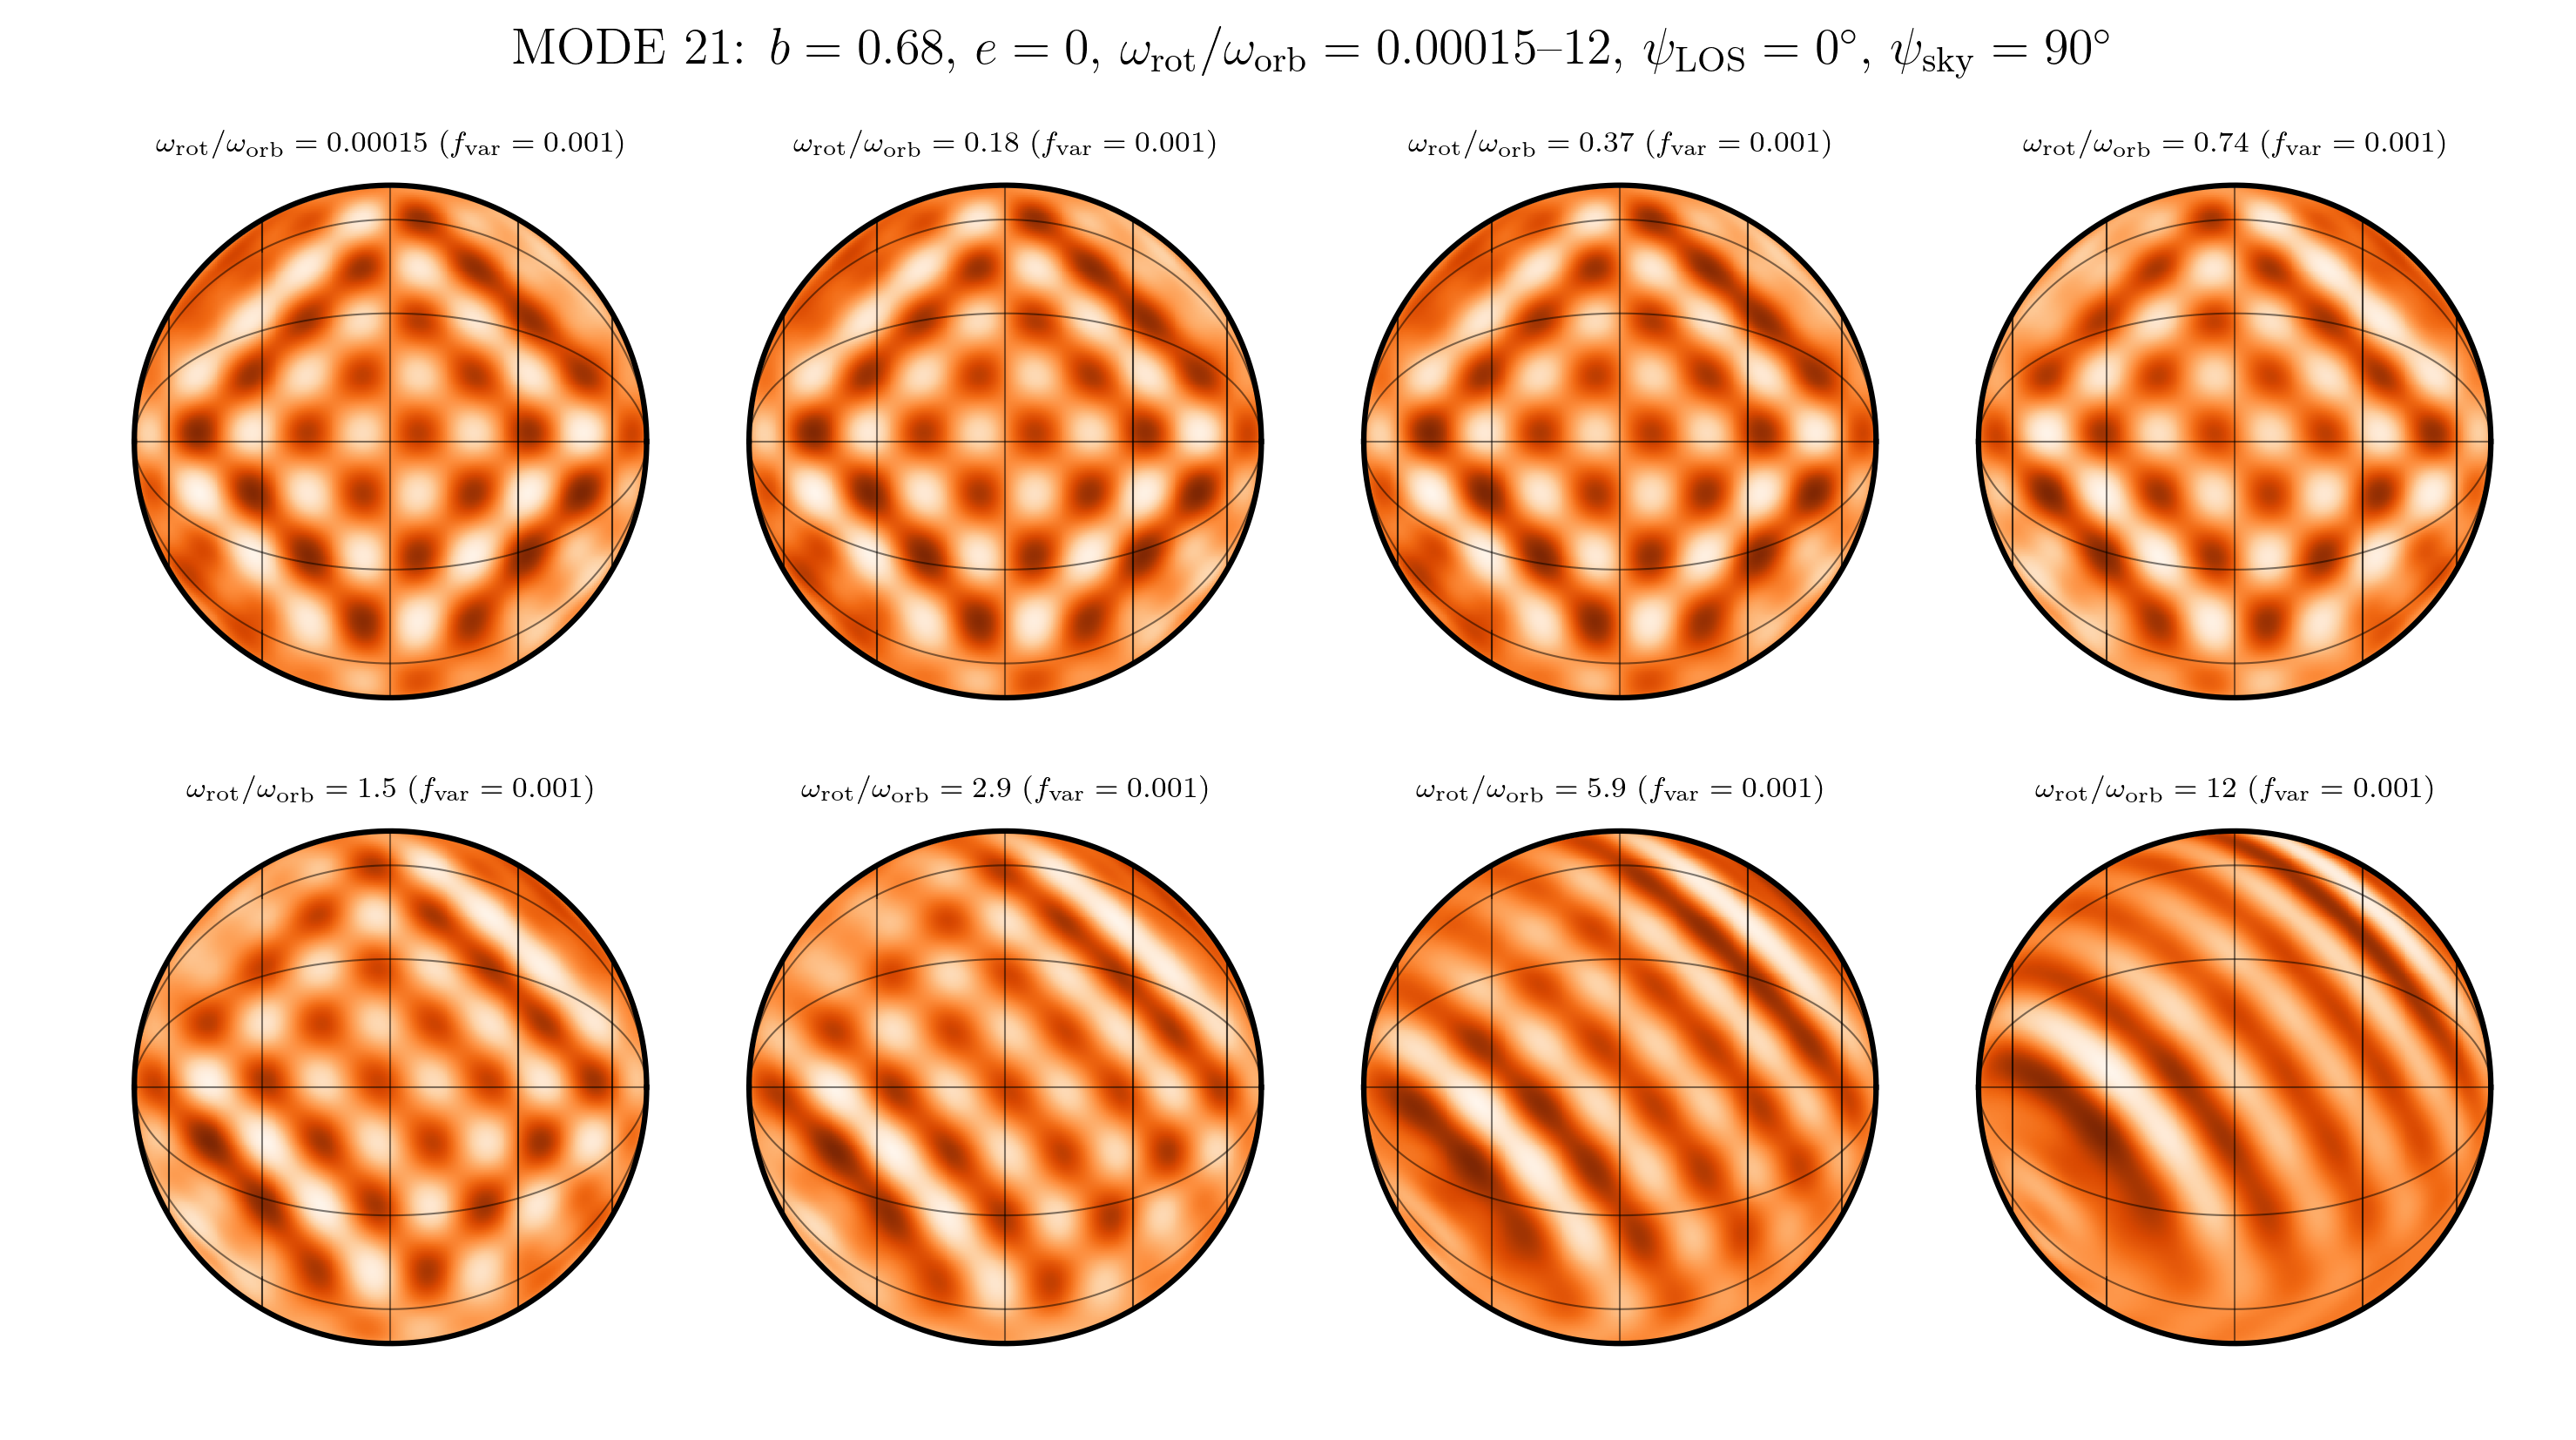 MODE 21: b = 0.68, e = 0, ω_rot/ω_orb = 0.00015–12, ψ_LOS = 0°, ψ_sky = 90°
ω_rot/ω_orb = 0.00015 (f_var = 0.001)
ω_rot/ω_orb = 0.18 (f_var = 0.001)
ω_rot/ω_orb = 0.37 (f_var = 0.001)
ω_rot/ω_orb = 0.74 (f_var = 0.001)
ω_rot/ω_orb = 1.5 (f_var = 0.001)
ω_rot/ω_orb = 2.9 (f_var = 0.001)
ω_rot/ω_orb = 5.9 (f_var = 0.001)
ω_rot/ω_orb = 12 (f_var = 0.001)